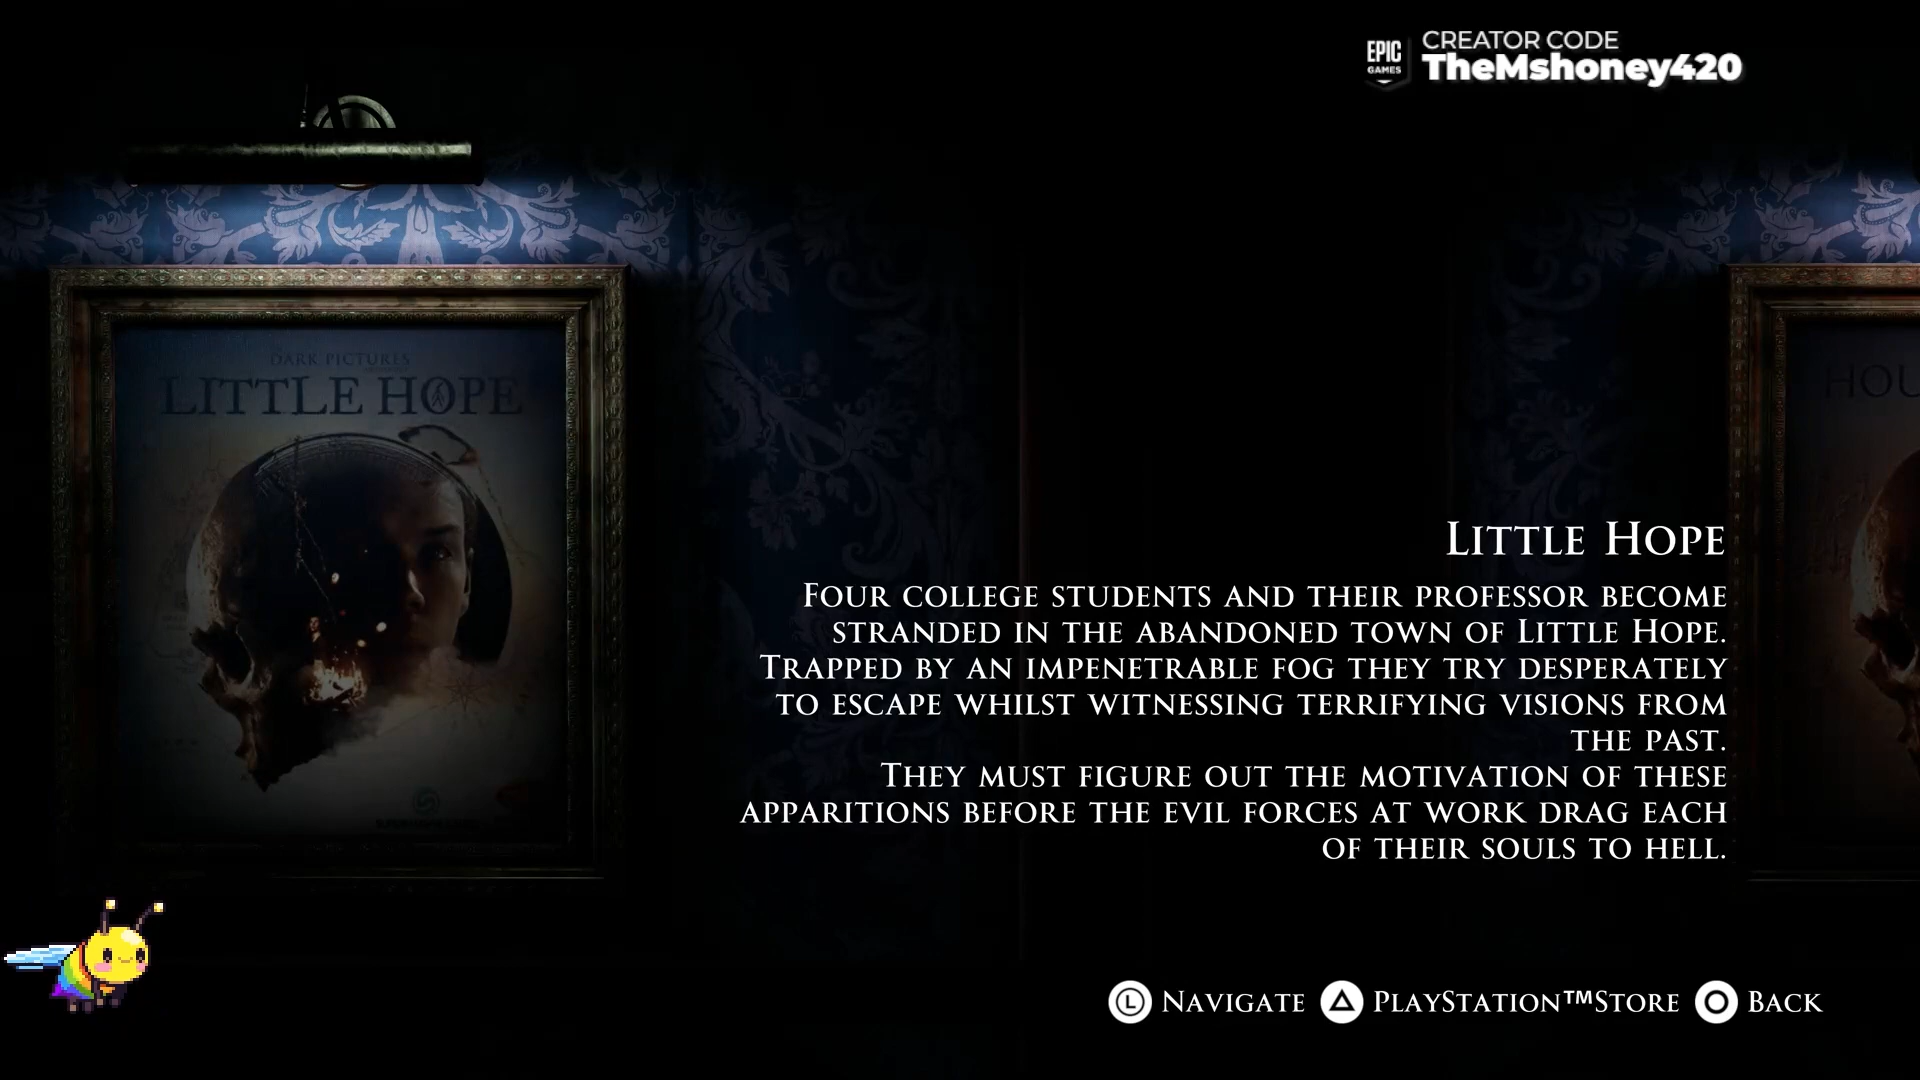 EPIC
GAMES
CREATOR CODE
TheMshoney420
DARK PICTURES
LITTLE HOPE
HOU
LITTLE HOPE
FOUR COLLEGE STUDENTS AND THEIR PROFESSOR BECOME
STRANDED IN THE ABANDONED TOWN OF LITTLE HOPE.
TRAPPED BY AN IMPENETRABLE FOG THEY TRY DESPERATELY
TO ESCAPE WHILST WITNESSING TERRIFYING VISIONS FROM
THE PAST.
THEY MUST FIGURE OUT THE MOTIVATION OF THESE
APPARITIONS BEFORE THE EVIL FORCES AT WORK DRAG EACH
OF THEIR SOULS TO HELL.
L NAVIGATE PLAYSTATION™STORE BACK